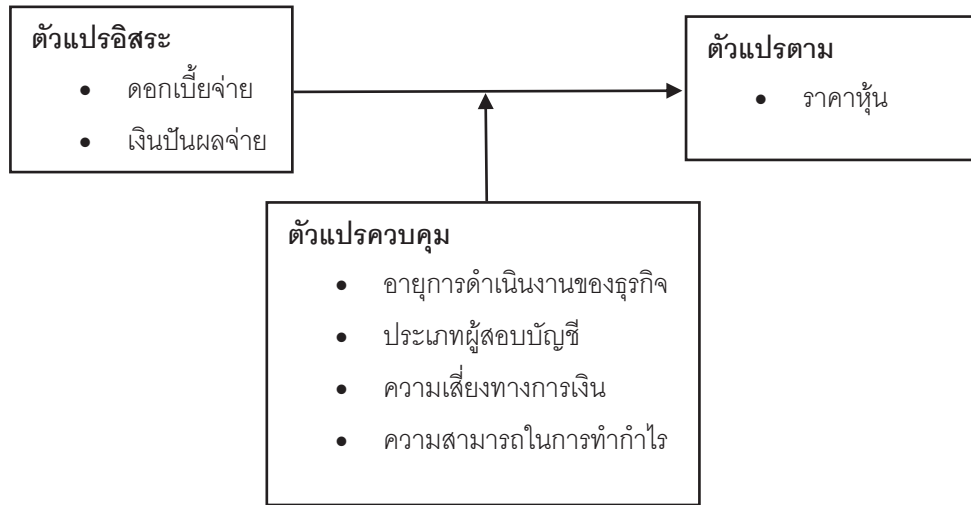 ตัวแปรอิสระ
• ดอกเบี้ยจ่าย
• เงินปันผลจ่าย
ตัวแปรตาม
• ราคาหุ้น
ตัวแปรควบคุม
• อายุการดำเนินงานของธุรกิจ
• ประเภทผู้สอบบัญชี
• ความเสี่ยงทางการเงิน
• ความสามารถในการทำกำไร